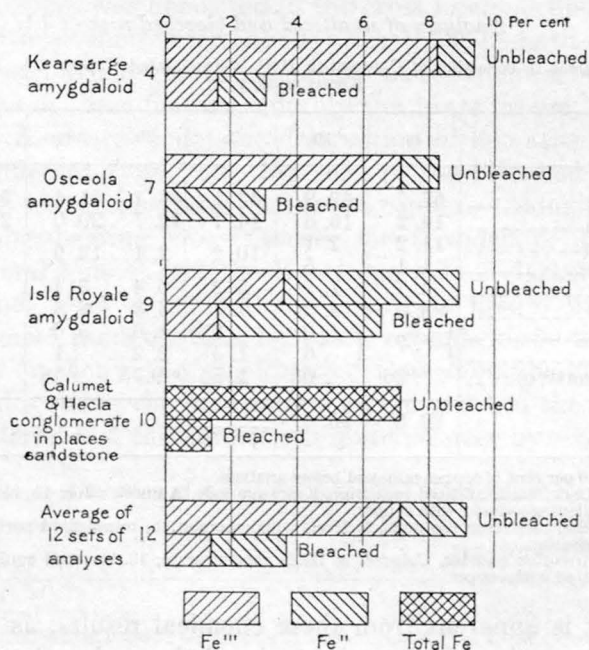 0 2 4 6 8 10 Per cent
Kearsarge
amygdaloid
4
Unbleached
Bleached
Osceola
amygdaloid
7
Unbleached
Bleached
Isle Royale
amygdaloid
9
Unbleached
Bleached
Calumet
& Hecla
conglomerate
in places
sandstone
10
Unbleached
Bleached
Average of
12 sets of
analyses
12
Unbleached
Bleached
Fe''' Fe'' Total Fe